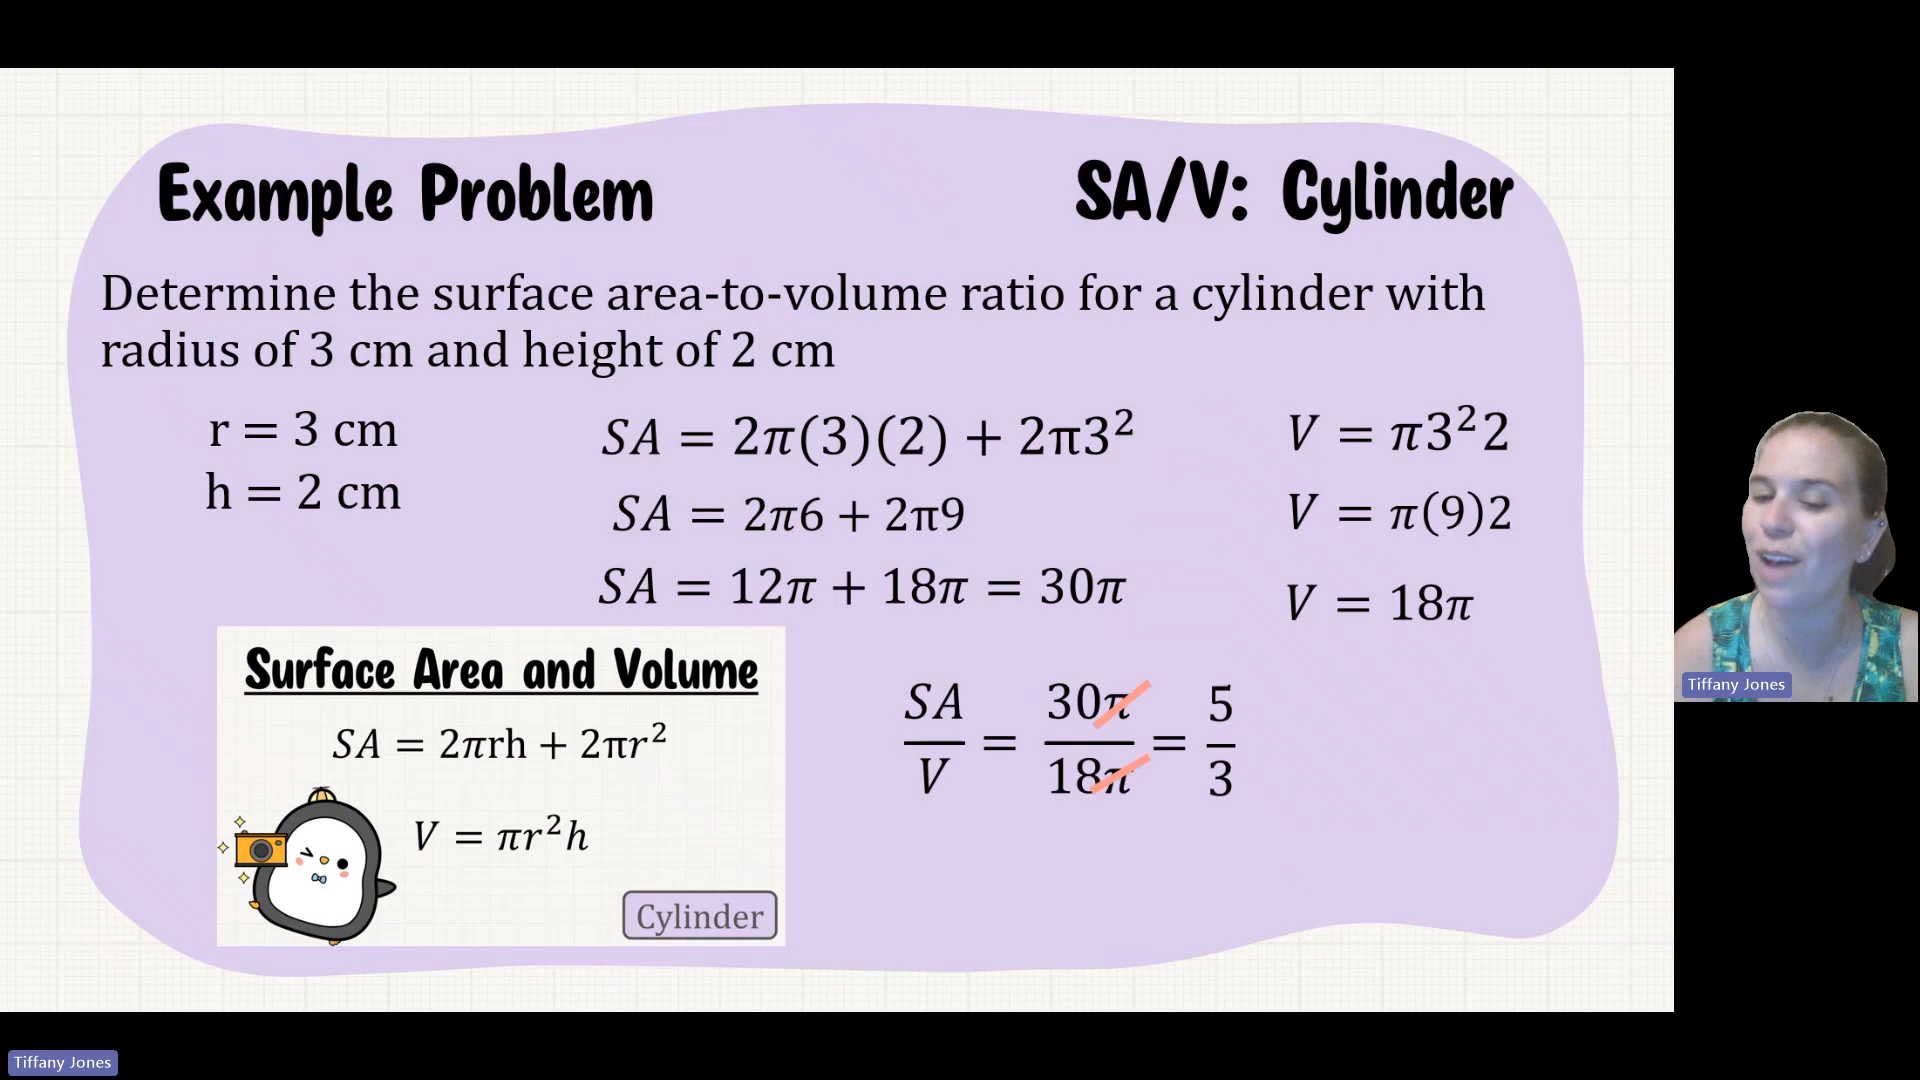 Example Problem
SA/V: Cylinder
Determine the surface area-to-volume ratio for a cylinder with
radius of 3 cm and height of 2 cm
r = 3 cm
h = 2 cm
SA = 2π(3)(2) + 2π3²
SA = 2π6 + 2π9
SA = 12π + 18π = 30π
V = π3²2
V = π(9)2
V = 18π
Surface Area and Volume
SA = 2πrh + 2πr²
V = πr²h
Cylinder
SA/V = 30π/18π = 5/3
Tiffany Jones
Tiffany Jones